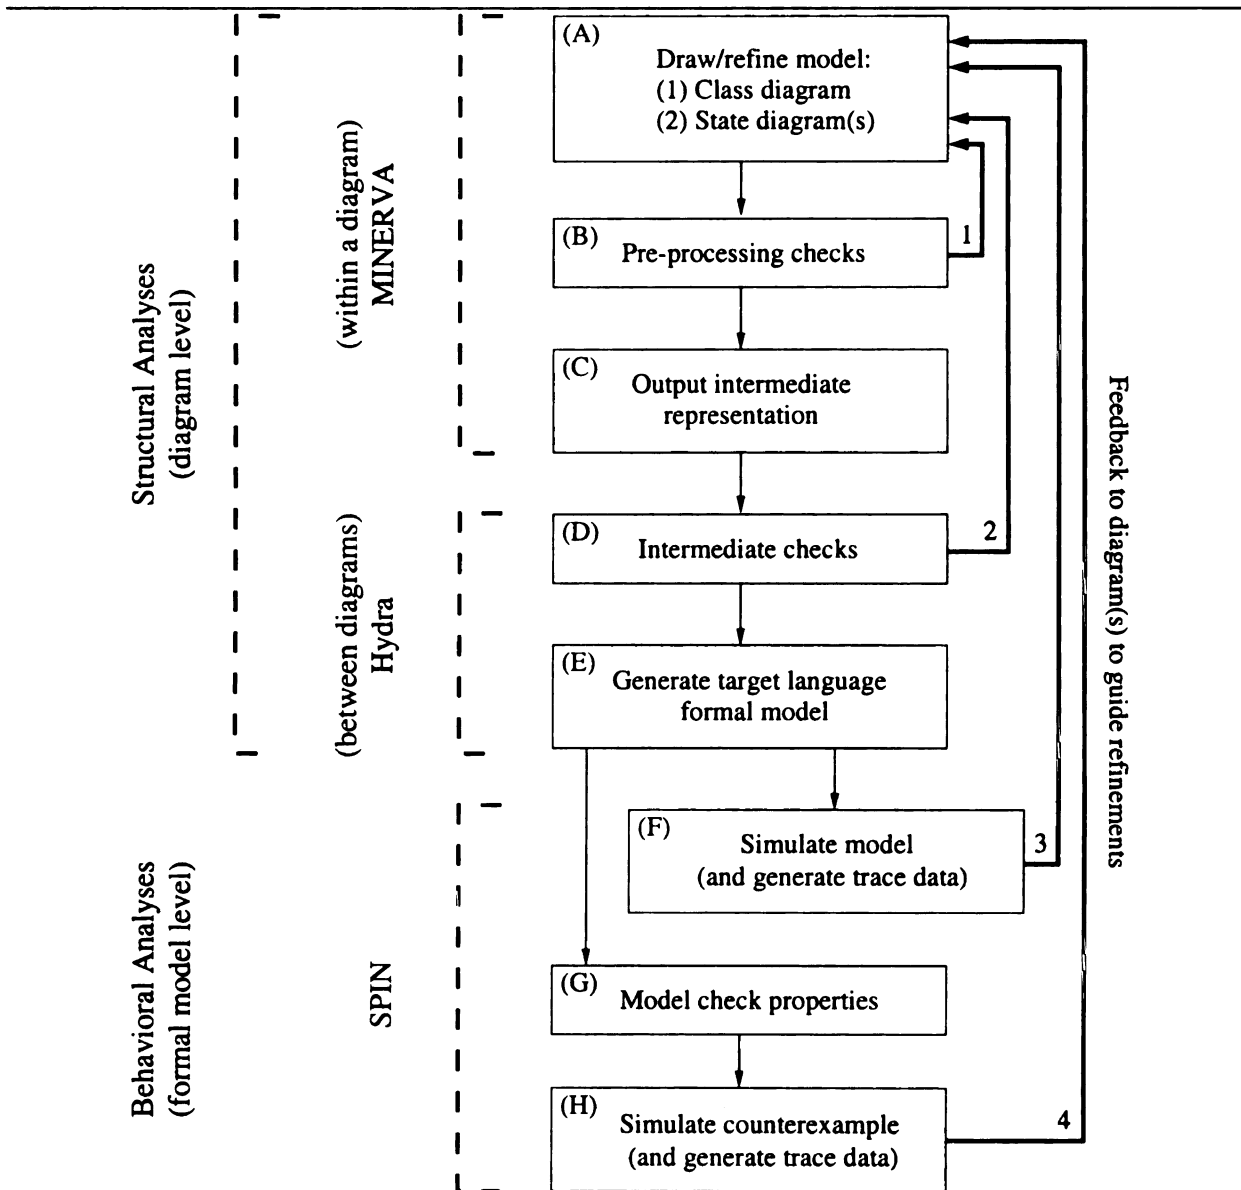 (A)
Draw/refine model:
(1) Class diagram
(2) State diagram(s)
(B)
Pre-processing checks
1
(C)
Output intermediate
representation
(D)
Intermediate checks
2
(E)
Generate target language
formal model
(F)
Simulate model
(and generate trace data)
3
(G)
Model check properties
(H)
Simulate counterexample
(and generate trace data)
4
Structural Analyses
(diagram level)
(within a diagram)
MINERVA
(between diagrams)
Hydra
Behavioral Analyses
(formal model level)
SPIN
Feedback to diagram(s) to guide refinements